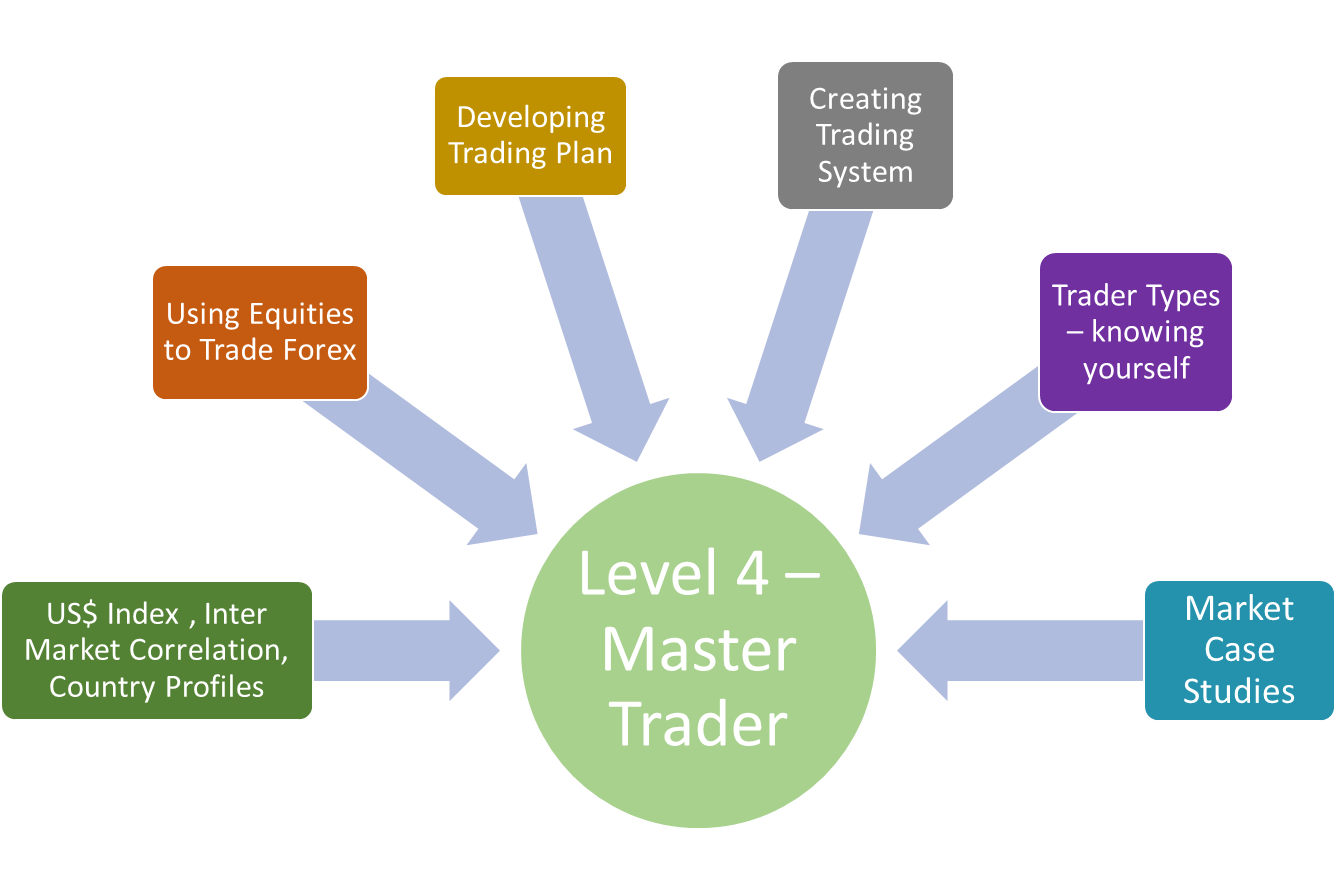 Developing
Trading Plan
Creating
Trading
System
Using Equities
to Trade Forex
Trader Types
– knowing
yourself
US$ Index , Inter
Market Correlation,
Country Profiles
Level 4 –
Master
Trader
Market
Case
Studies